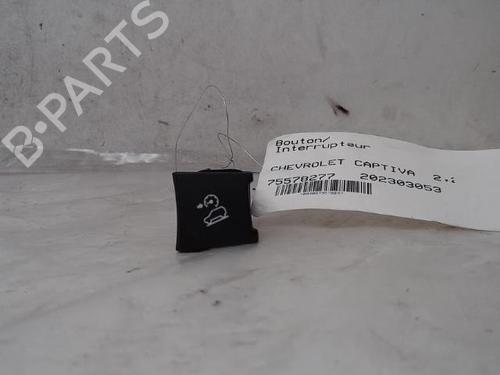 B-PARTS
Bouton/
Interrupteur
CHEVROLET CAPTIVA 2.
75578277 202303053